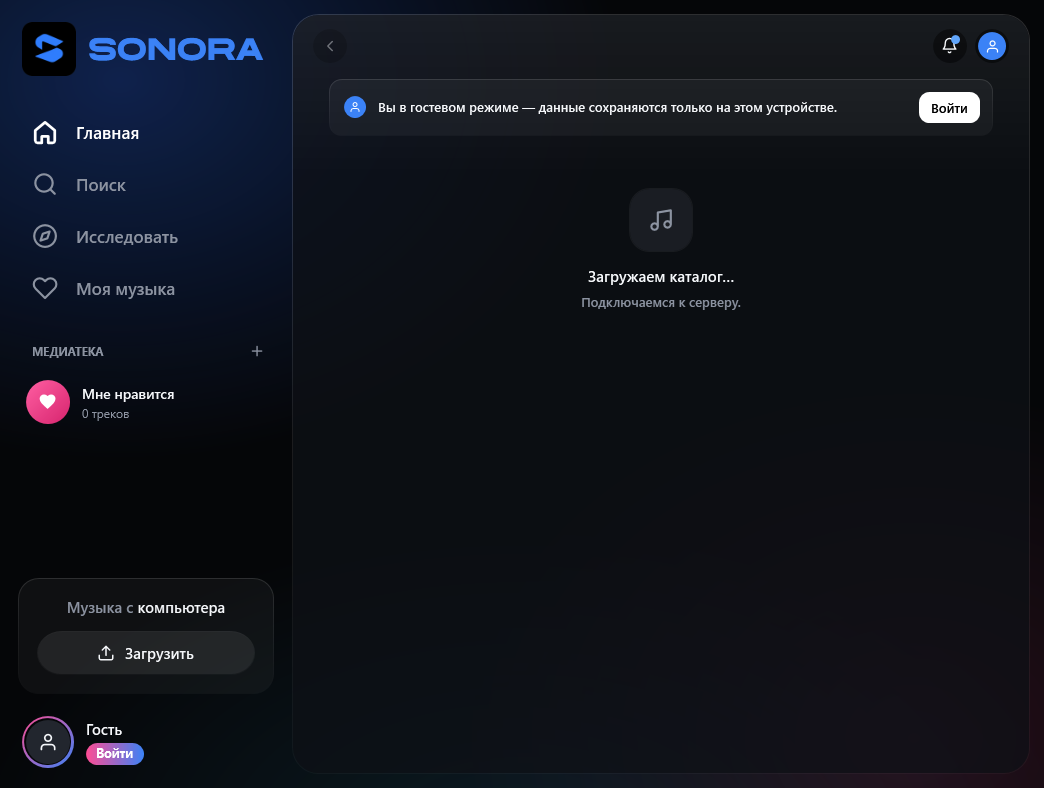 SONORA
Главная
Поиск
Исследовать
Моя музыка
МЕДИАТЕКА
Мне нравится
0 треков
Музыка с компьютера
Загрузить
Гость
Войти
Вы в гостевом режиме — данные сохраняются только на этом устройстве.
Войти
Загружаем каталог...
Подключаемся к серверу.